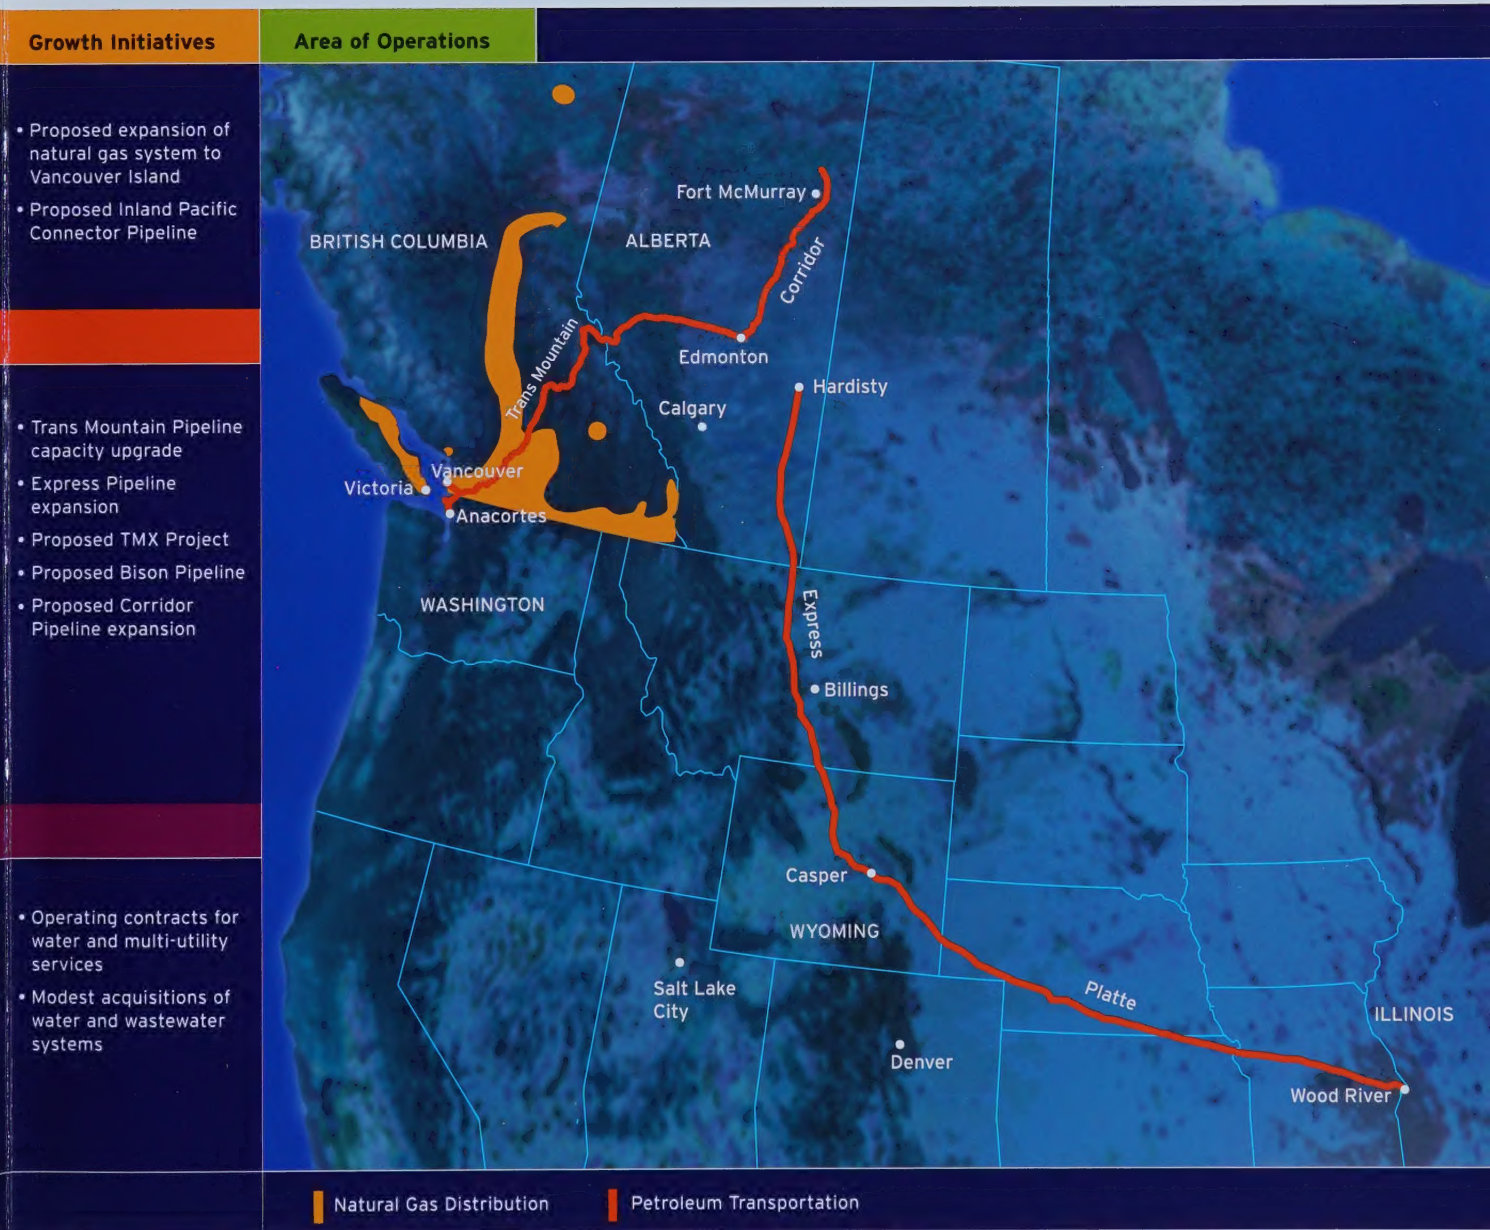 Growth Initiatives
Area of Operations
• Proposed expansion of
natural gas system to
Vancouver Island
• Proposed Inland Pacific
Connector Pipeline
• Trans Mountain Pipeline
capacity upgrade
• Express Pipeline
expansion
• Proposed TMX Project
• Proposed Bison Pipeline
• Proposed Corridor
Pipeline expansion
• Operating contracts for
water and multi-utility
services
• Modest acquisitions of
water and wastewater
systems
Fort McMurray
BRITISH COLUMBIA
ALBERTA
Corridor
Trans Mountain
Edmonton
Hardisty
Calgary
Vancouver
Victoria
Anacortes
WASHINGTON
Express
Billings
Casper
WYOMING
Salt Lake
City
Platte
ILLINOIS
Denver
Wood River
Natural Gas Distribution
Petroleum Transportation